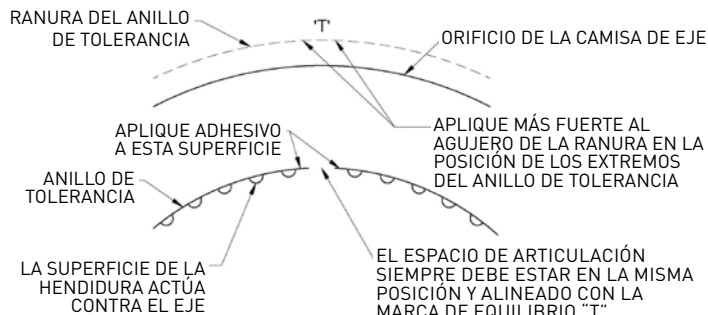 RANURA DEL ANILLO
DE TOLERANCIA
'T'
ORIFICIO DE LA CAMISA DE EJE
APLIQUE ADHESIVO
A ESTA SUPERFICIE
APLIQUE MÁS FUERTE AL
AGUJERO DE LA RANURA EN LA
POSICIÓN DE LOS EXTREMOS
DEL ANILLO DE TOLERANCIA
ANILLO DE
TOLERANCIA
LA SUPERFICIE DE LA
HENDIDURA ACTÚA
CONTRA EL EJE
EL ESPACIO DE ARTICULACIÓN
SIEMPRE DEBE ESTAR EN LA MISMA
POSICIÓN Y ALINEADO CON LA
MARCA DE EQUILIBRIO “T”